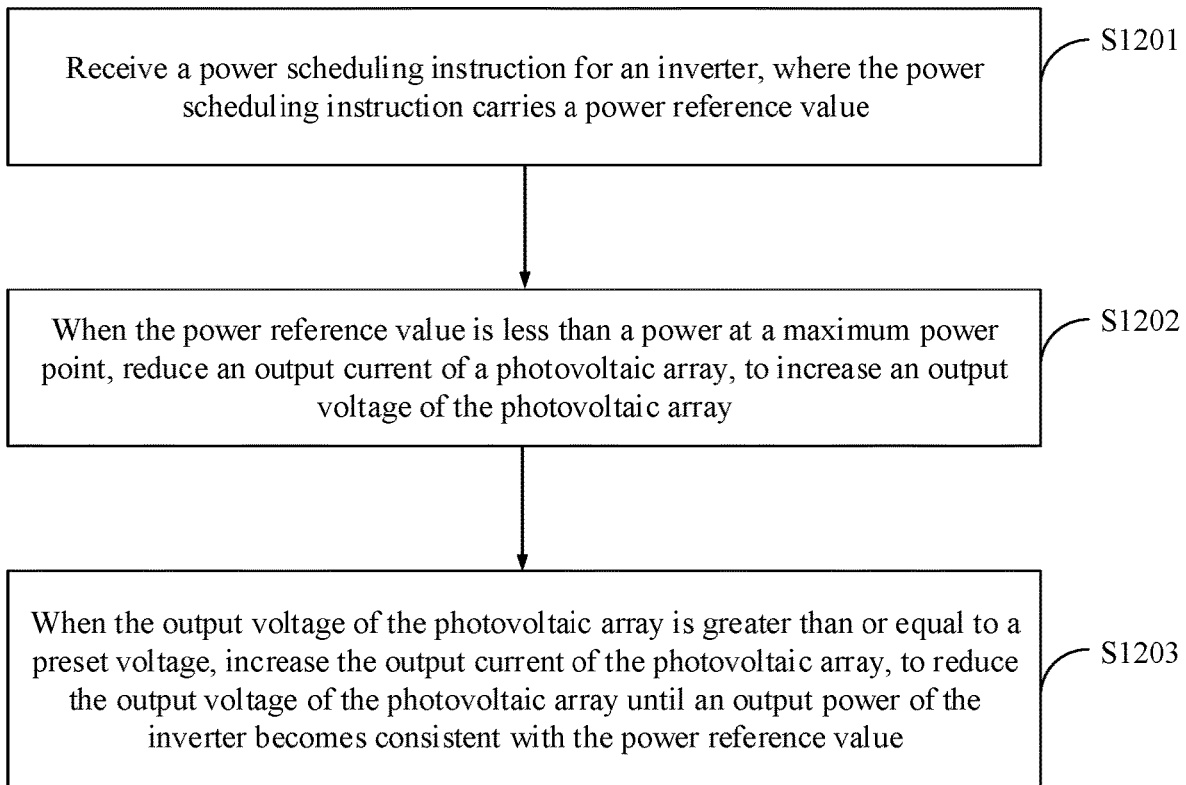 Receive a power scheduling instruction for an inverter, where the power
scheduling instruction carries a power reference value
S1201
When the power reference value is less than a power at a maximum power
point, reduce an output current of a photovoltaic array, to increase an output
voltage of the photovoltaic array
S1202
When the output voltage of the photovoltaic array is greater than or equal to a
preset voltage, increase the output current of the photovoltaic array, to reduce
the output voltage of the photovoltaic array until an output power of the
inverter becomes consistent with the power reference value
S1203